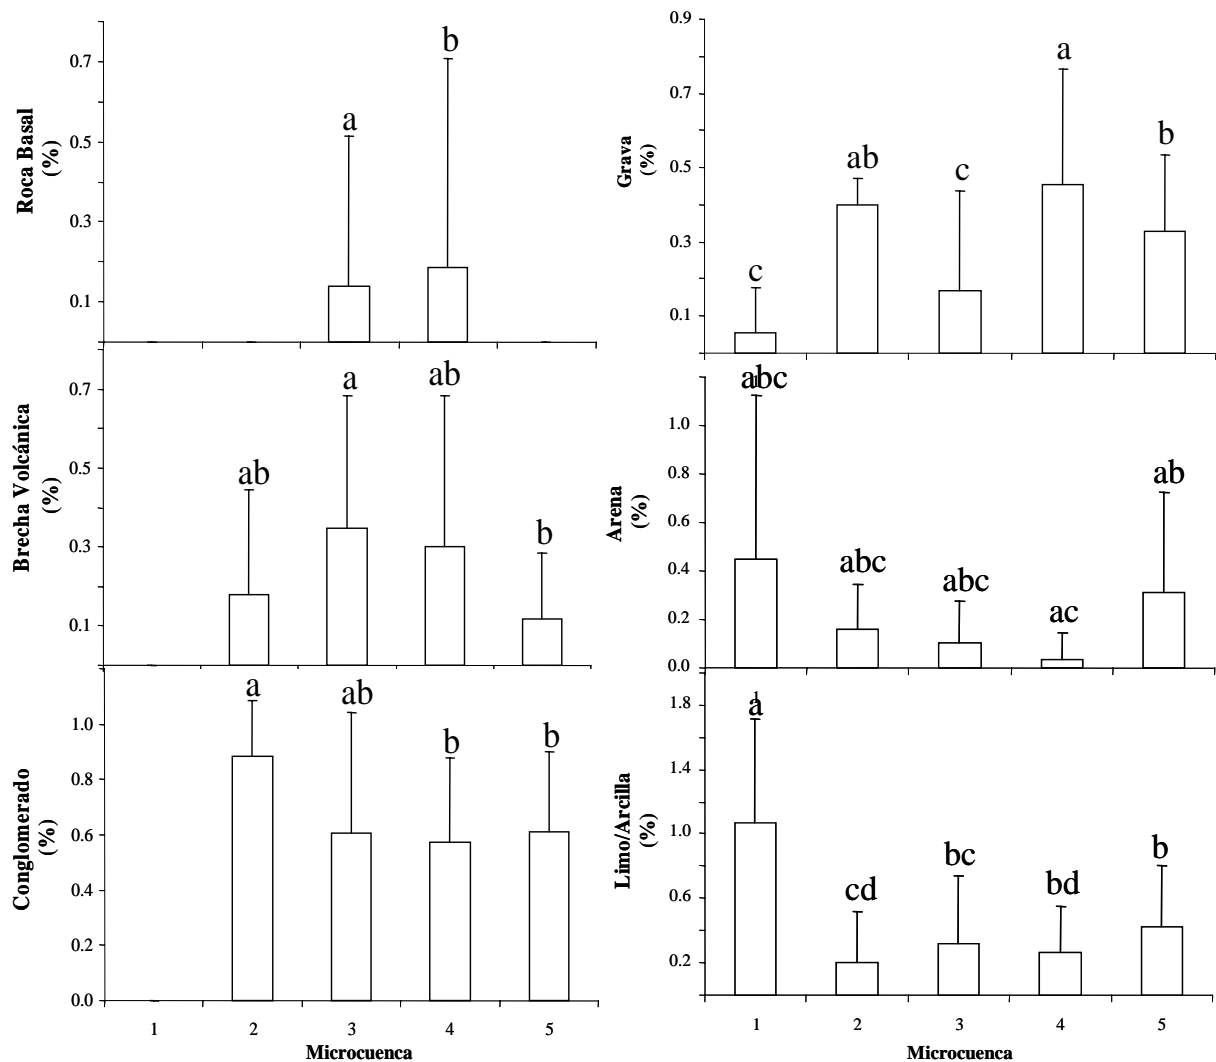 Roca Basal
(%)
0.7
0.5
0.3
0.1
a
b
Grava
(%)
0.9
0.7
0.5
0.3
0.1
c
ab
c
a
b
Brecha Volcánica
(%)
0.7
0.5
0.3
0.1
ab
a
ab
b
Arena
(%)
1.0
0.8
0.6
0.4
0.2
0.0
1
abc
abc
abc
ac
ab
Conglomerado
(%)
1.0
0.8
0.6
0.4
0.2
0.0
a
ab
b
b
1 2 3 4 5
Microcuenca
Limo/Arcilla
(%)
1.8
1.4
1.0
0.6
0.2
1
a
cd
bc
bd
b
1 2 3 4 5
Microcuenca